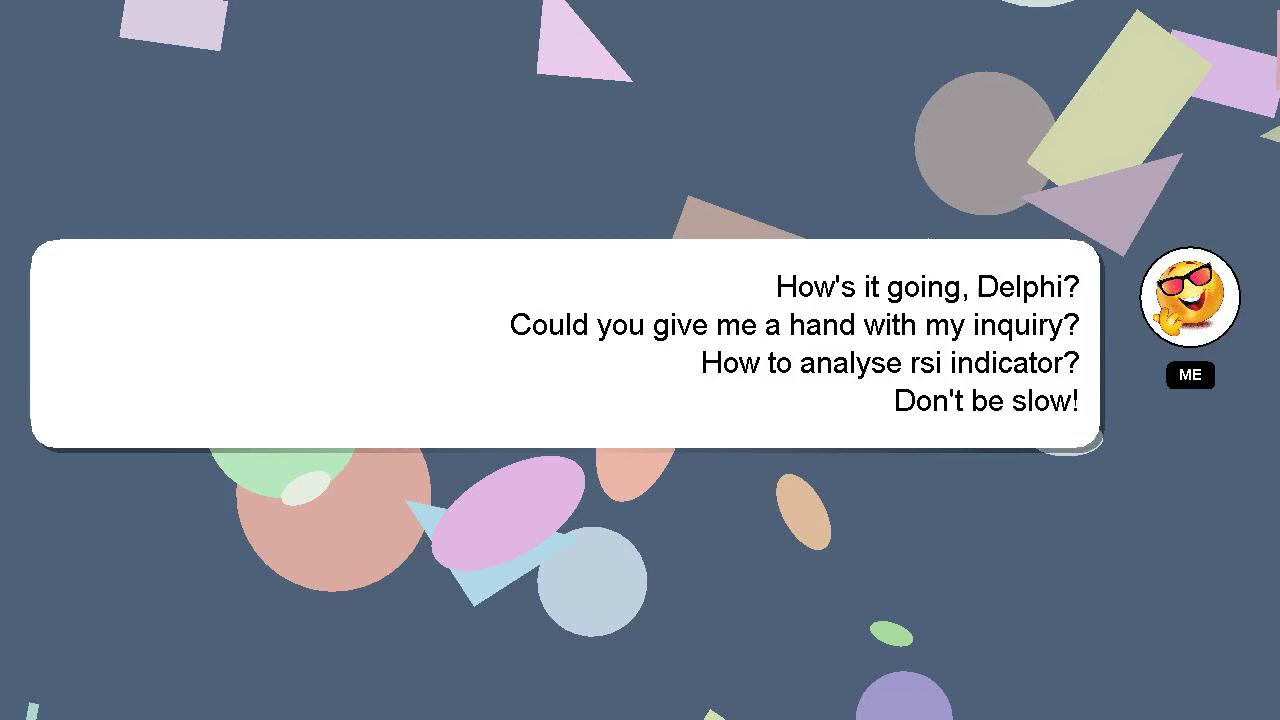 How's it going, Delphi?
Could you give me a hand with my inquiry?
How to analyse rsi indicator?
Don't be slow!
ME